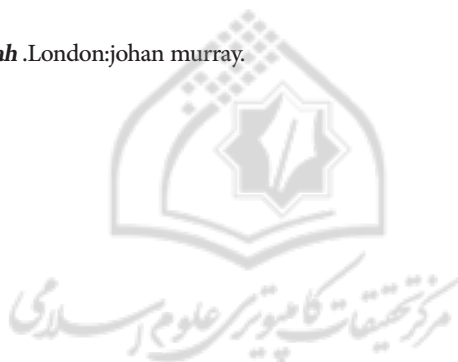 ah .London:johan murray.
مرکز تحقیقات کامپیوتری علوم اسلامی